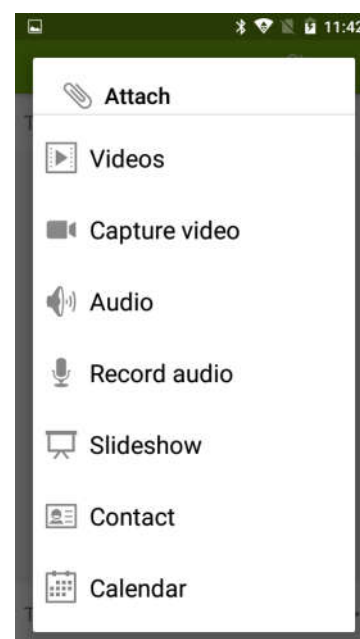 11:42
Attach
Videos
Capture video
Audio
Record audio
Slideshow
Contact
Calendar